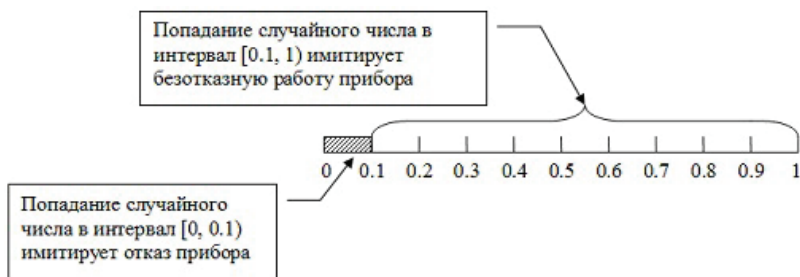 Попадание случайного числа в
интервал [0.1, 1) имитирует
безотказную работу прибора
0 0.1 0.2 0.3 0.4 0.5 0.6 0.7 0.8 0.9 1
Попадание случайного
числа в интервал [0, 0.1)
имитирует отказ прибора